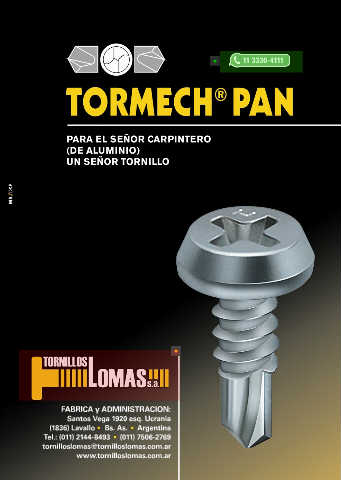 11 3330-4111
TORMECH® PAN
PARA EL SEÑOR CARPINTERO
(DE ALUMINIO)
UN SEÑOR TORNILLO
TORNILLOS
LOMAS S.A.
FABRICA y ADMINISTRACION:
Santos Vega 1920 esq. Ucrania
(1836) Lavallo • Bs. As. • Argentina
Tel.: (011) 2144-8493 • (011) 7506-2769
tornilloslomas@tornilloslomas.com.ar
www.tornilloslomas.com.ar